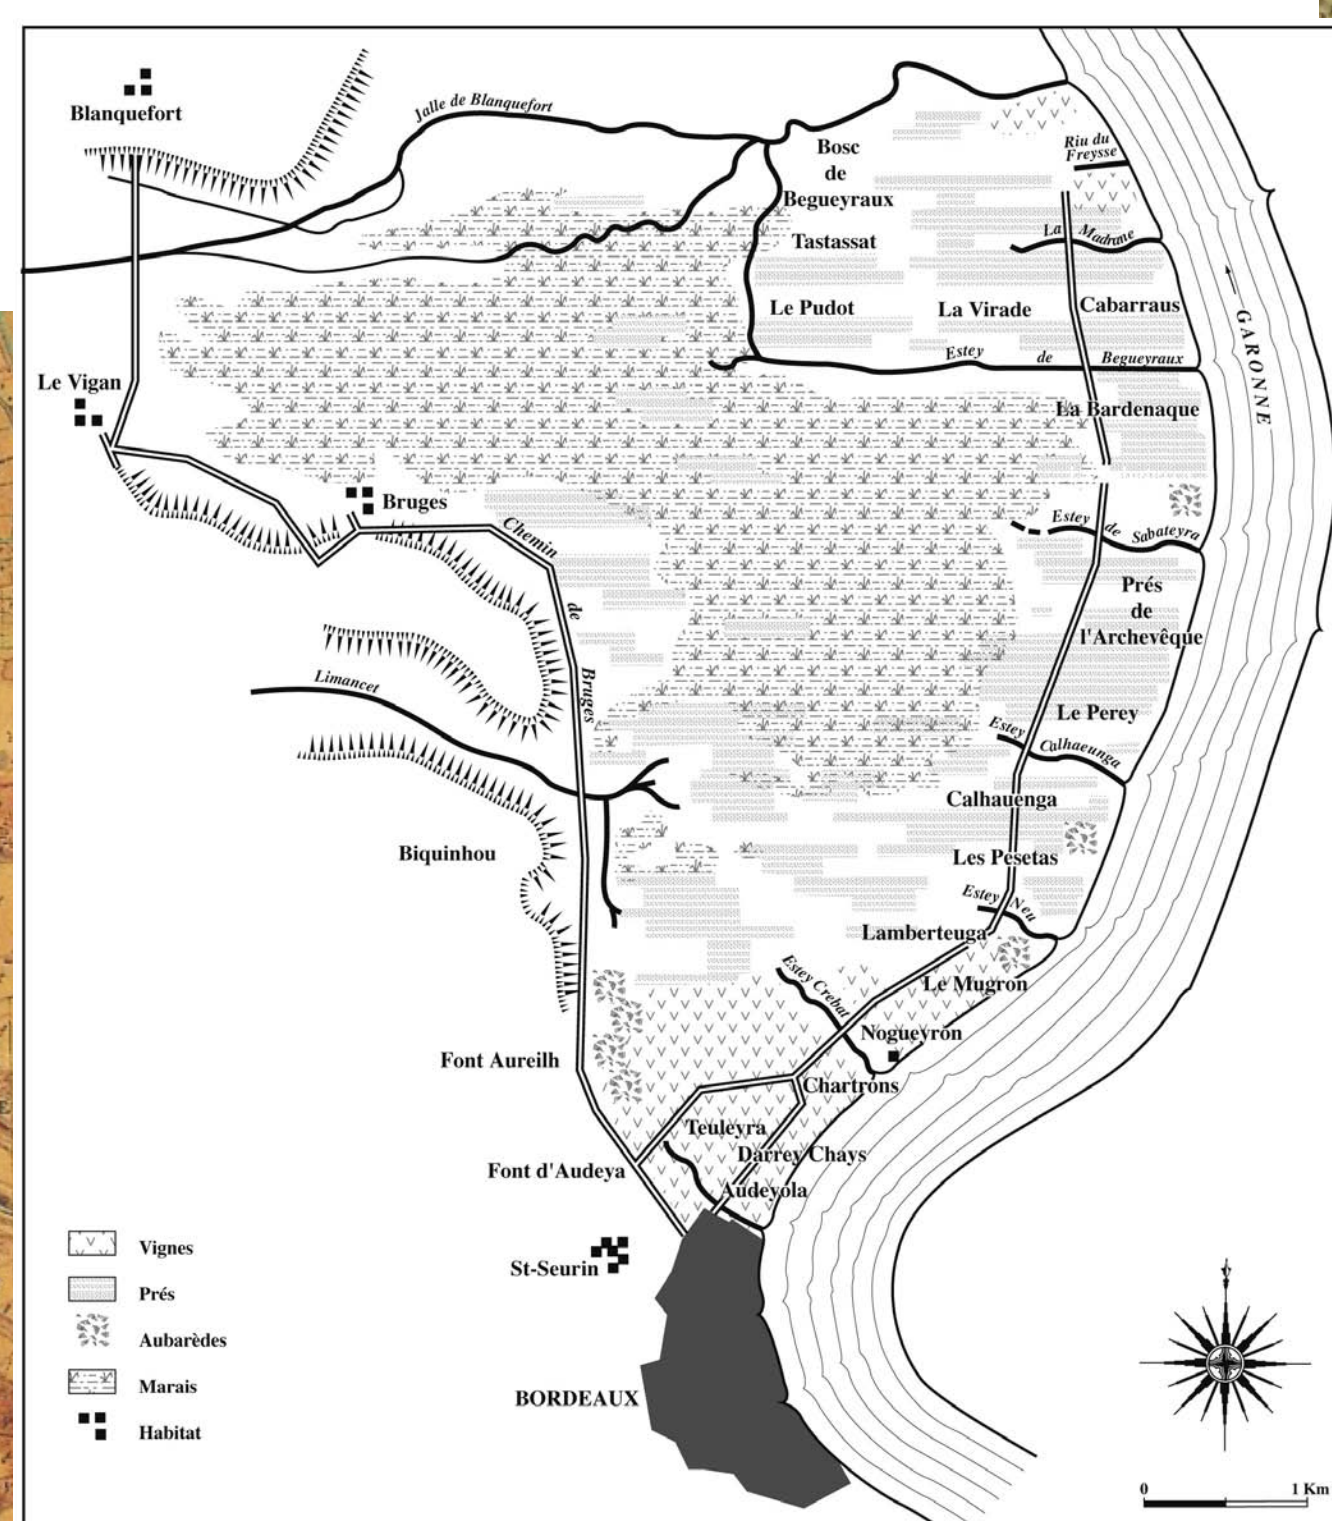 Blanquefort
Jalle de Blanquefort
Bosc
de
Begueyraux
Riu du
Freysse
Tastassat
La Madrane
Le Pudot
La Virade
Cabarraus
GARONNE
Estey de Begueyraux
Le Vigan
La Bardenaque
Bruges
Chemin de Bruges
Estey de Sabateyra
Prés
de
l'Archevêque
Limancet
Le Perey
Estey Calhaeunga
Calhauenga
Biquinhou
Les Pesetas
Estey Neu
Lamberteuga
Estey Crebat
Le Mugron
Nogueyron
Font Aureilh
Chartrons
Teuleyra
Darrey Chays
Font d'Audeya
Audeyola
St-Seurin
BORDEAUX
Vignes
Prés
Aubarèdes
Marais
Habitat
0 1 Km